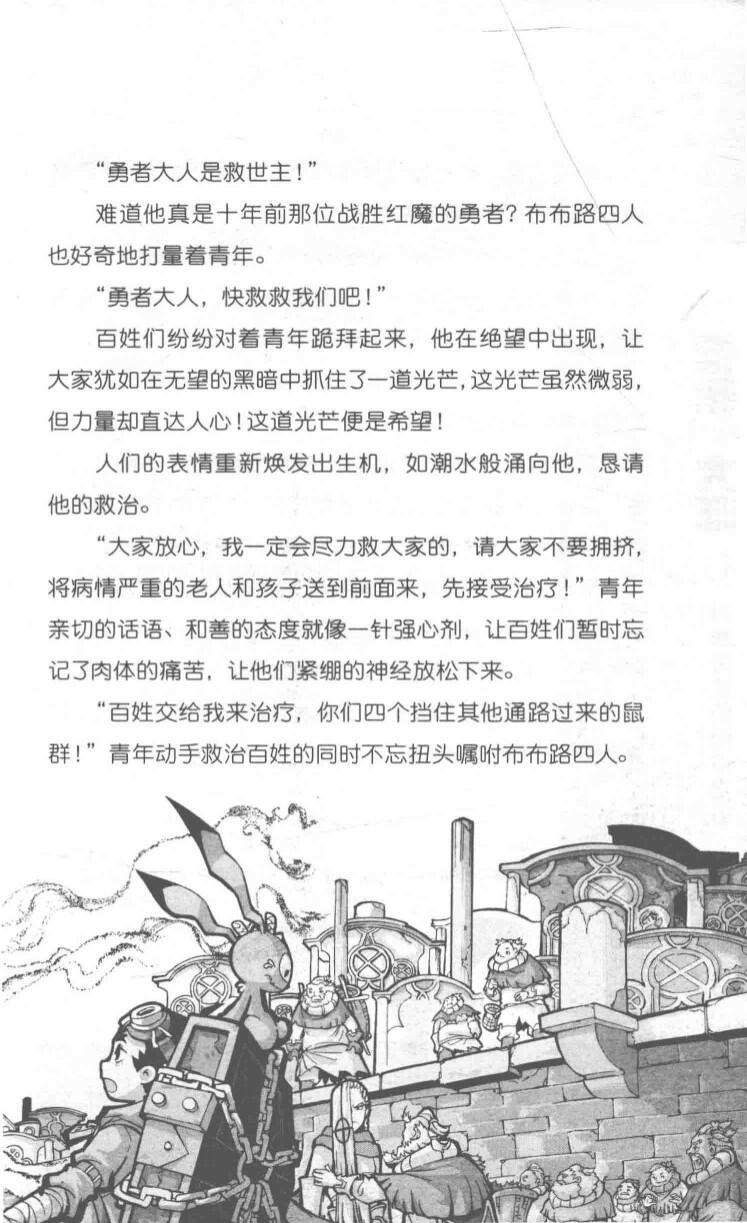 “勇者大人是救世主！”
难道他真是十年前那位战胜红魔的勇者？布布路四人
也好奇地打量着青年。
“勇者大人，快救救我们吧！”
百姓们纷纷对着青年跪拜起来，他在绝望中出现，让
大家犹如在无望的黑暗中抓住了一道光芒，这光芒虽然微弱，
但力量却直达人心！这道光芒便是希望！
人们的表情重新焕发出生机，如潮水般涌向他，恳请
他的救治。
“大家放心，我一定会尽力救大家的，请大家不要拥挤，
将病情严重的老人和孩子送到前面来，先接受治疗！”青年
亲切的话语、和善的态度就像一针强心剂，让百姓们暂时忘
记了肉体的痛苦，让他们紧绷的神经放松下来。
“百姓交给我来治疗，你们四个挡住其他通路过来的鼠
群！”青年动手救治百姓的同时不忘扭头嘱咐布布路四人。